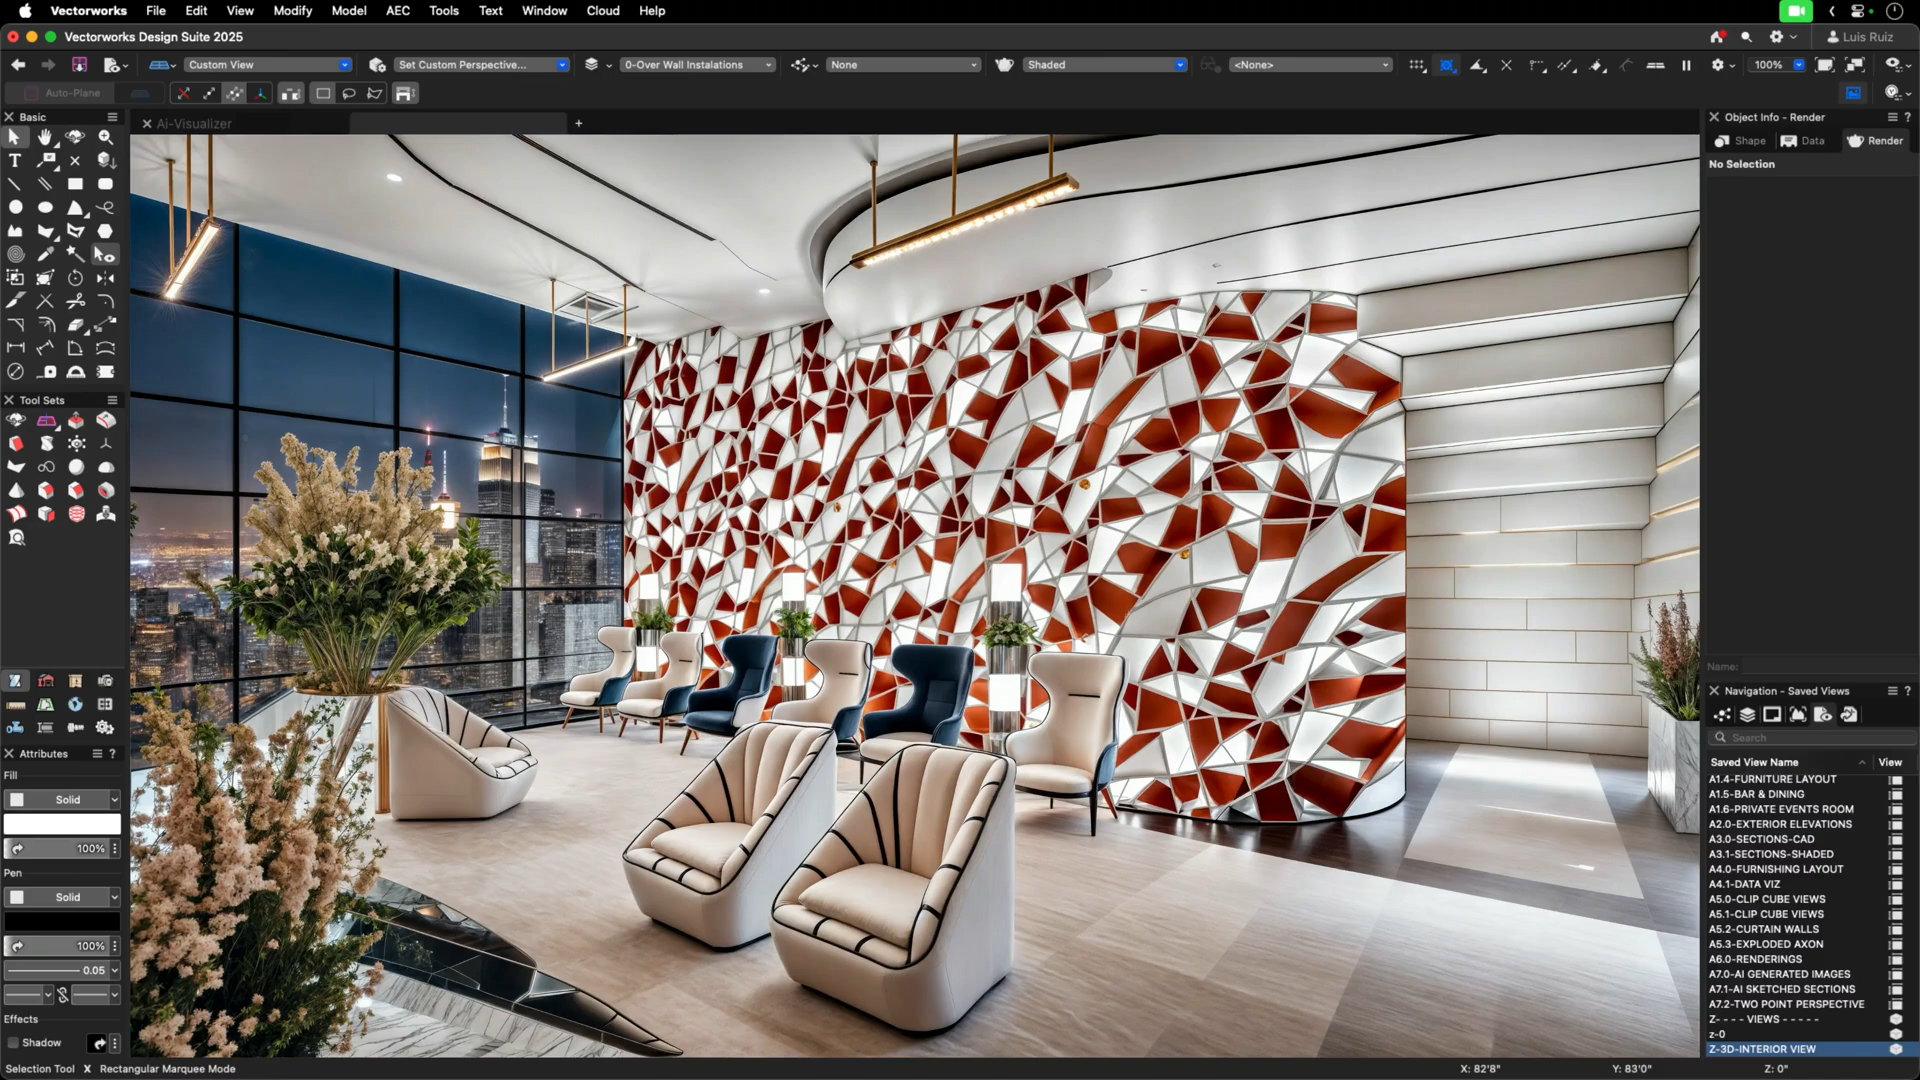 Vectorworks File Edit View Modify Model AEC Tools Text Window Cloud Help
Vectorworks Design Suite 2025
Luis Ruiz
Custom View
Set Custom Perspective...
0-Over Wall Instalations
None
Shaded
<None>
100%
Auto-Plane
Basic
Ai-Visualizer
+
Object Info - Render
?
Shape
Data
Render
No Selection
T
Tool Sets
Name:
Navigation - Saved Views
?
Search
Saved View Name
View
A1.4-FURNITURE LAYOUT
A1.5-BAR & DINING
A1.6-PRIVATE EVENTS ROOM
A2.0-EXTERIOR ELEVATIONS
A3.0-SECTIONS-CAD
A3.1-SECTIONS-SHADED
A4.0-FURNISHING LAYOUT
A4.1-DATA VIZ
A5.0-CLIP CUBE VIEWS
A5.1-CLIP CUBE VIEWS
A5.2-CURTAIN WALLS
A5.3-EXPLODED AXON
A6.0-RENDERINGS
A7.0-AI GENERATED IMAGES
A7.1-AI SKETCHED SECTIONS
A7.2-TWO POINT PERSPECTIVE
Z- - - - VIEWS - - - - -
z-0
Z-3D-INTERIOR VIEW
Attributes
?
Fill
Solid
100%
Pen
Solid
100%
0.05
Effects
Shadow
Selection Tool X Rectangular Marquee Mode
X: 82'8"
Y: 83'0"
Z: 0"